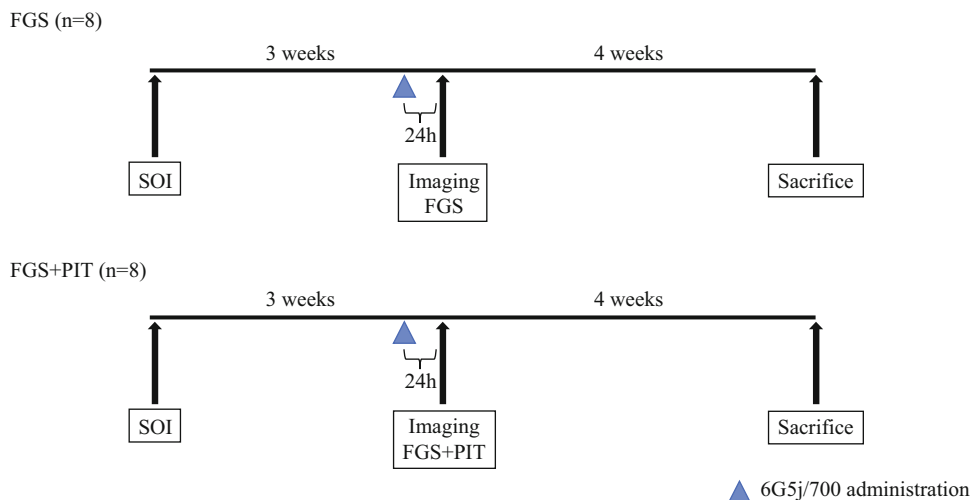 FGS (n=8)
3 weeks 4 weeks
24h
SOI Imaging FGS Sacrifice
FGS+PIT (n=8)
3 weeks 4 weeks
24h
SOI Imaging FGS+PIT Sacrifice
6G5j/700 administration